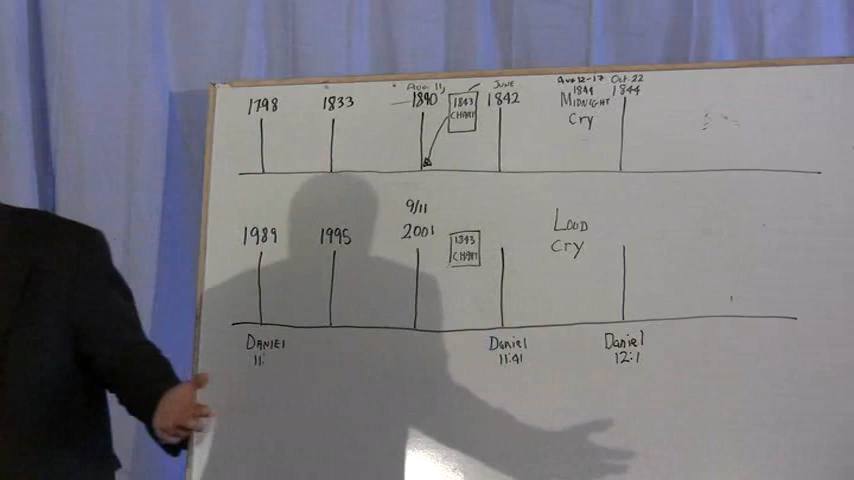 Aug 11, JUNE Aug 12-17 Oct. 22
1798 1833 1840 1843 1842 1844 1844
CHART MIDNIGHT
Cry
9/11 LOUD
1989 1995 2001 1843 Cry
CHART
DANIEL Daniel Daniel
11: 11:41 12:1